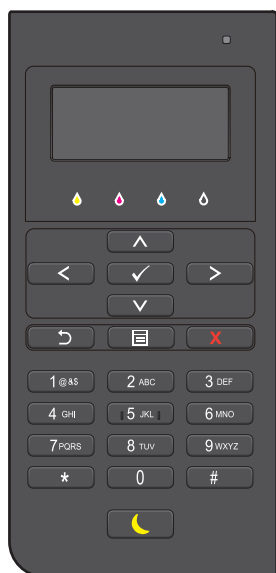 X
1 @&$ 2 ABC 3 DEF
4 GHI 5 JKL 6 MNO
7 PQRS 8 TUV 9 WXYZ
* 0 #